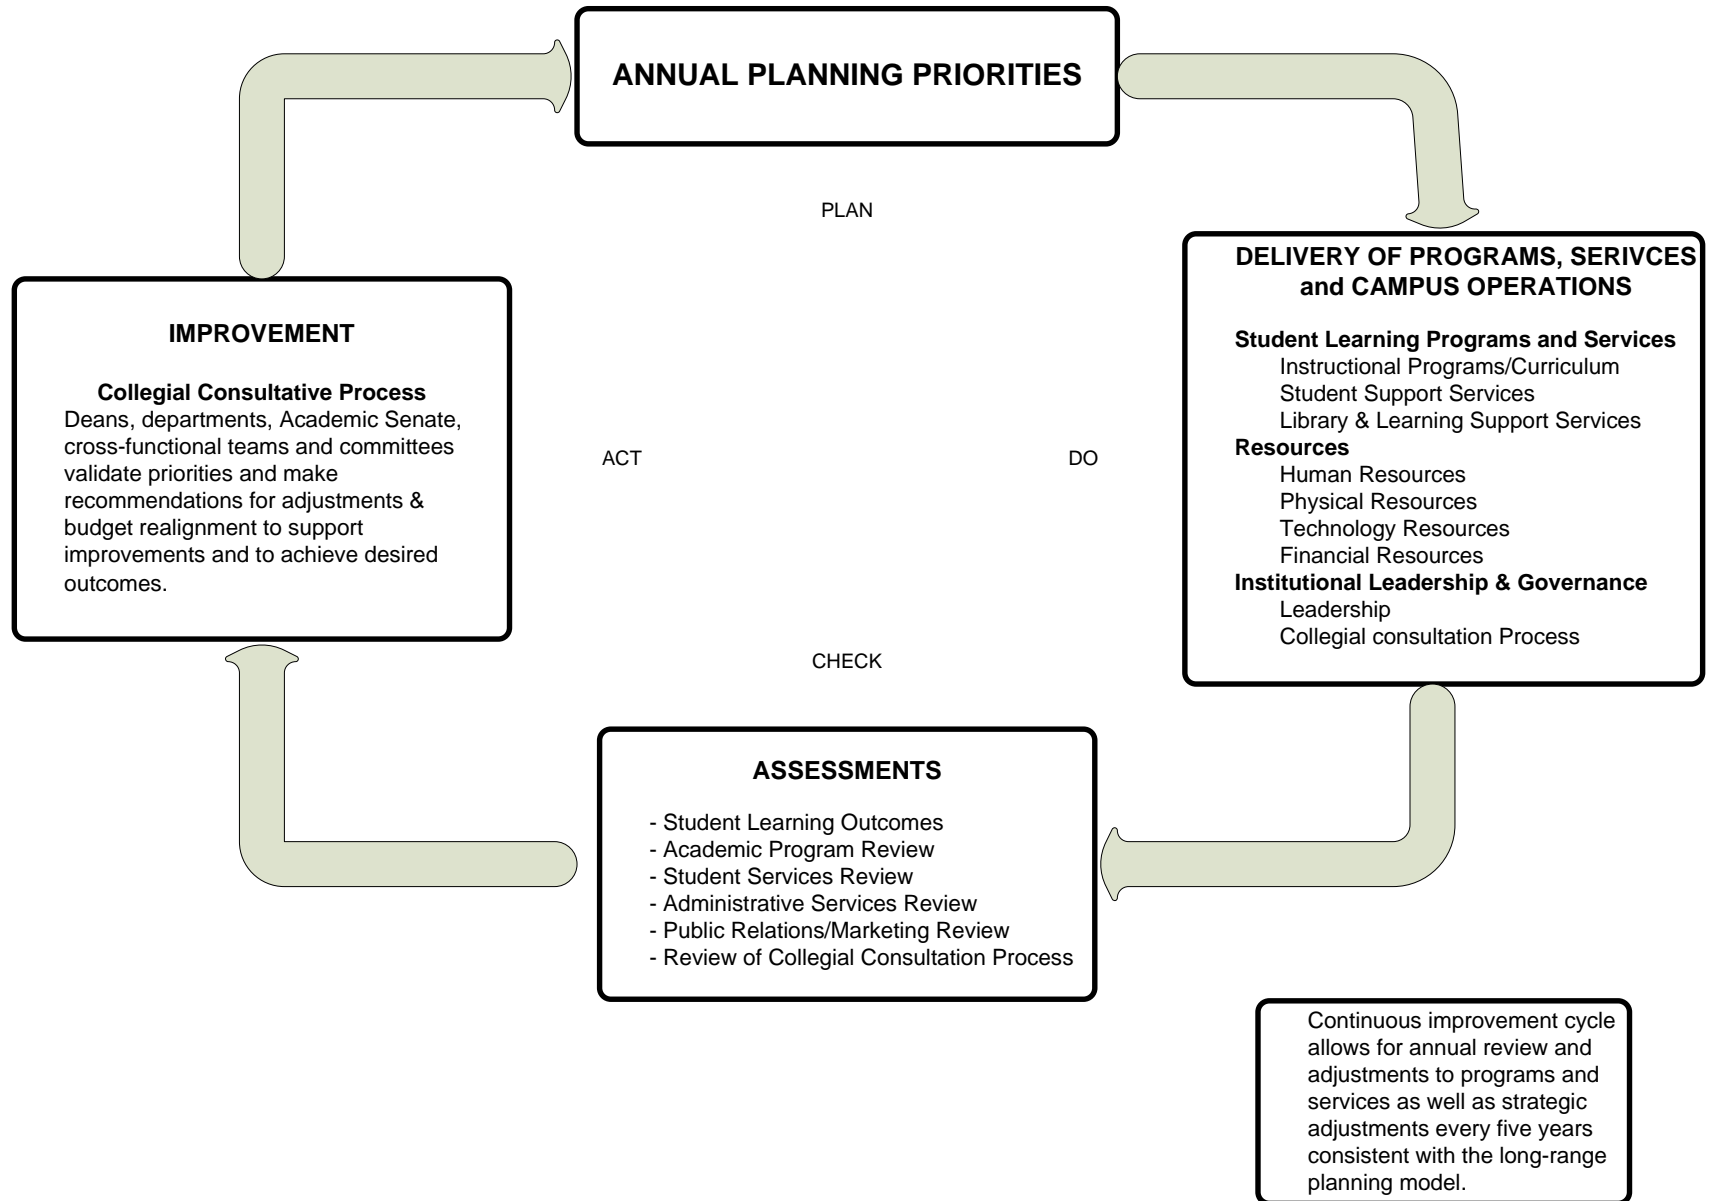 ANNUAL PLANNING PRIORITIES
PLAN
DELIVERY OF PROGRAMS, SERIVCES
and CAMPUS OPERATIONS
Student Learning Programs and Services
Instructional Programs/Curriculum
Student Support Services
Library & Learning Support Services
Resources
Human Resources
Physical Resources
Technology Resources
Financial Resources
Institutional Leadership & Governance
Leadership
Collegial consultation Process
DO
IMPROVEMENT
Collegial Consultative Process
Deans, departments, Academic Senate,
cross-functional teams and committees
validate priorities and make
recommendations for adjustments &
budget realignment to support
improvements and to achieve desired
outcomes.
ACT
CHECK
ASSESSMENTS
- Student Learning Outcomes
- Academic Program Review
- Student Services Review
- Administrative Services Review
- Public Relations/Marketing Review
- Review of Collegial Consultation Process
Continuous improvement cycle
allows for annual review and
adjustments to programs and
services as well as strategic
adjustments every five years
consistent with the long-range
planning model.